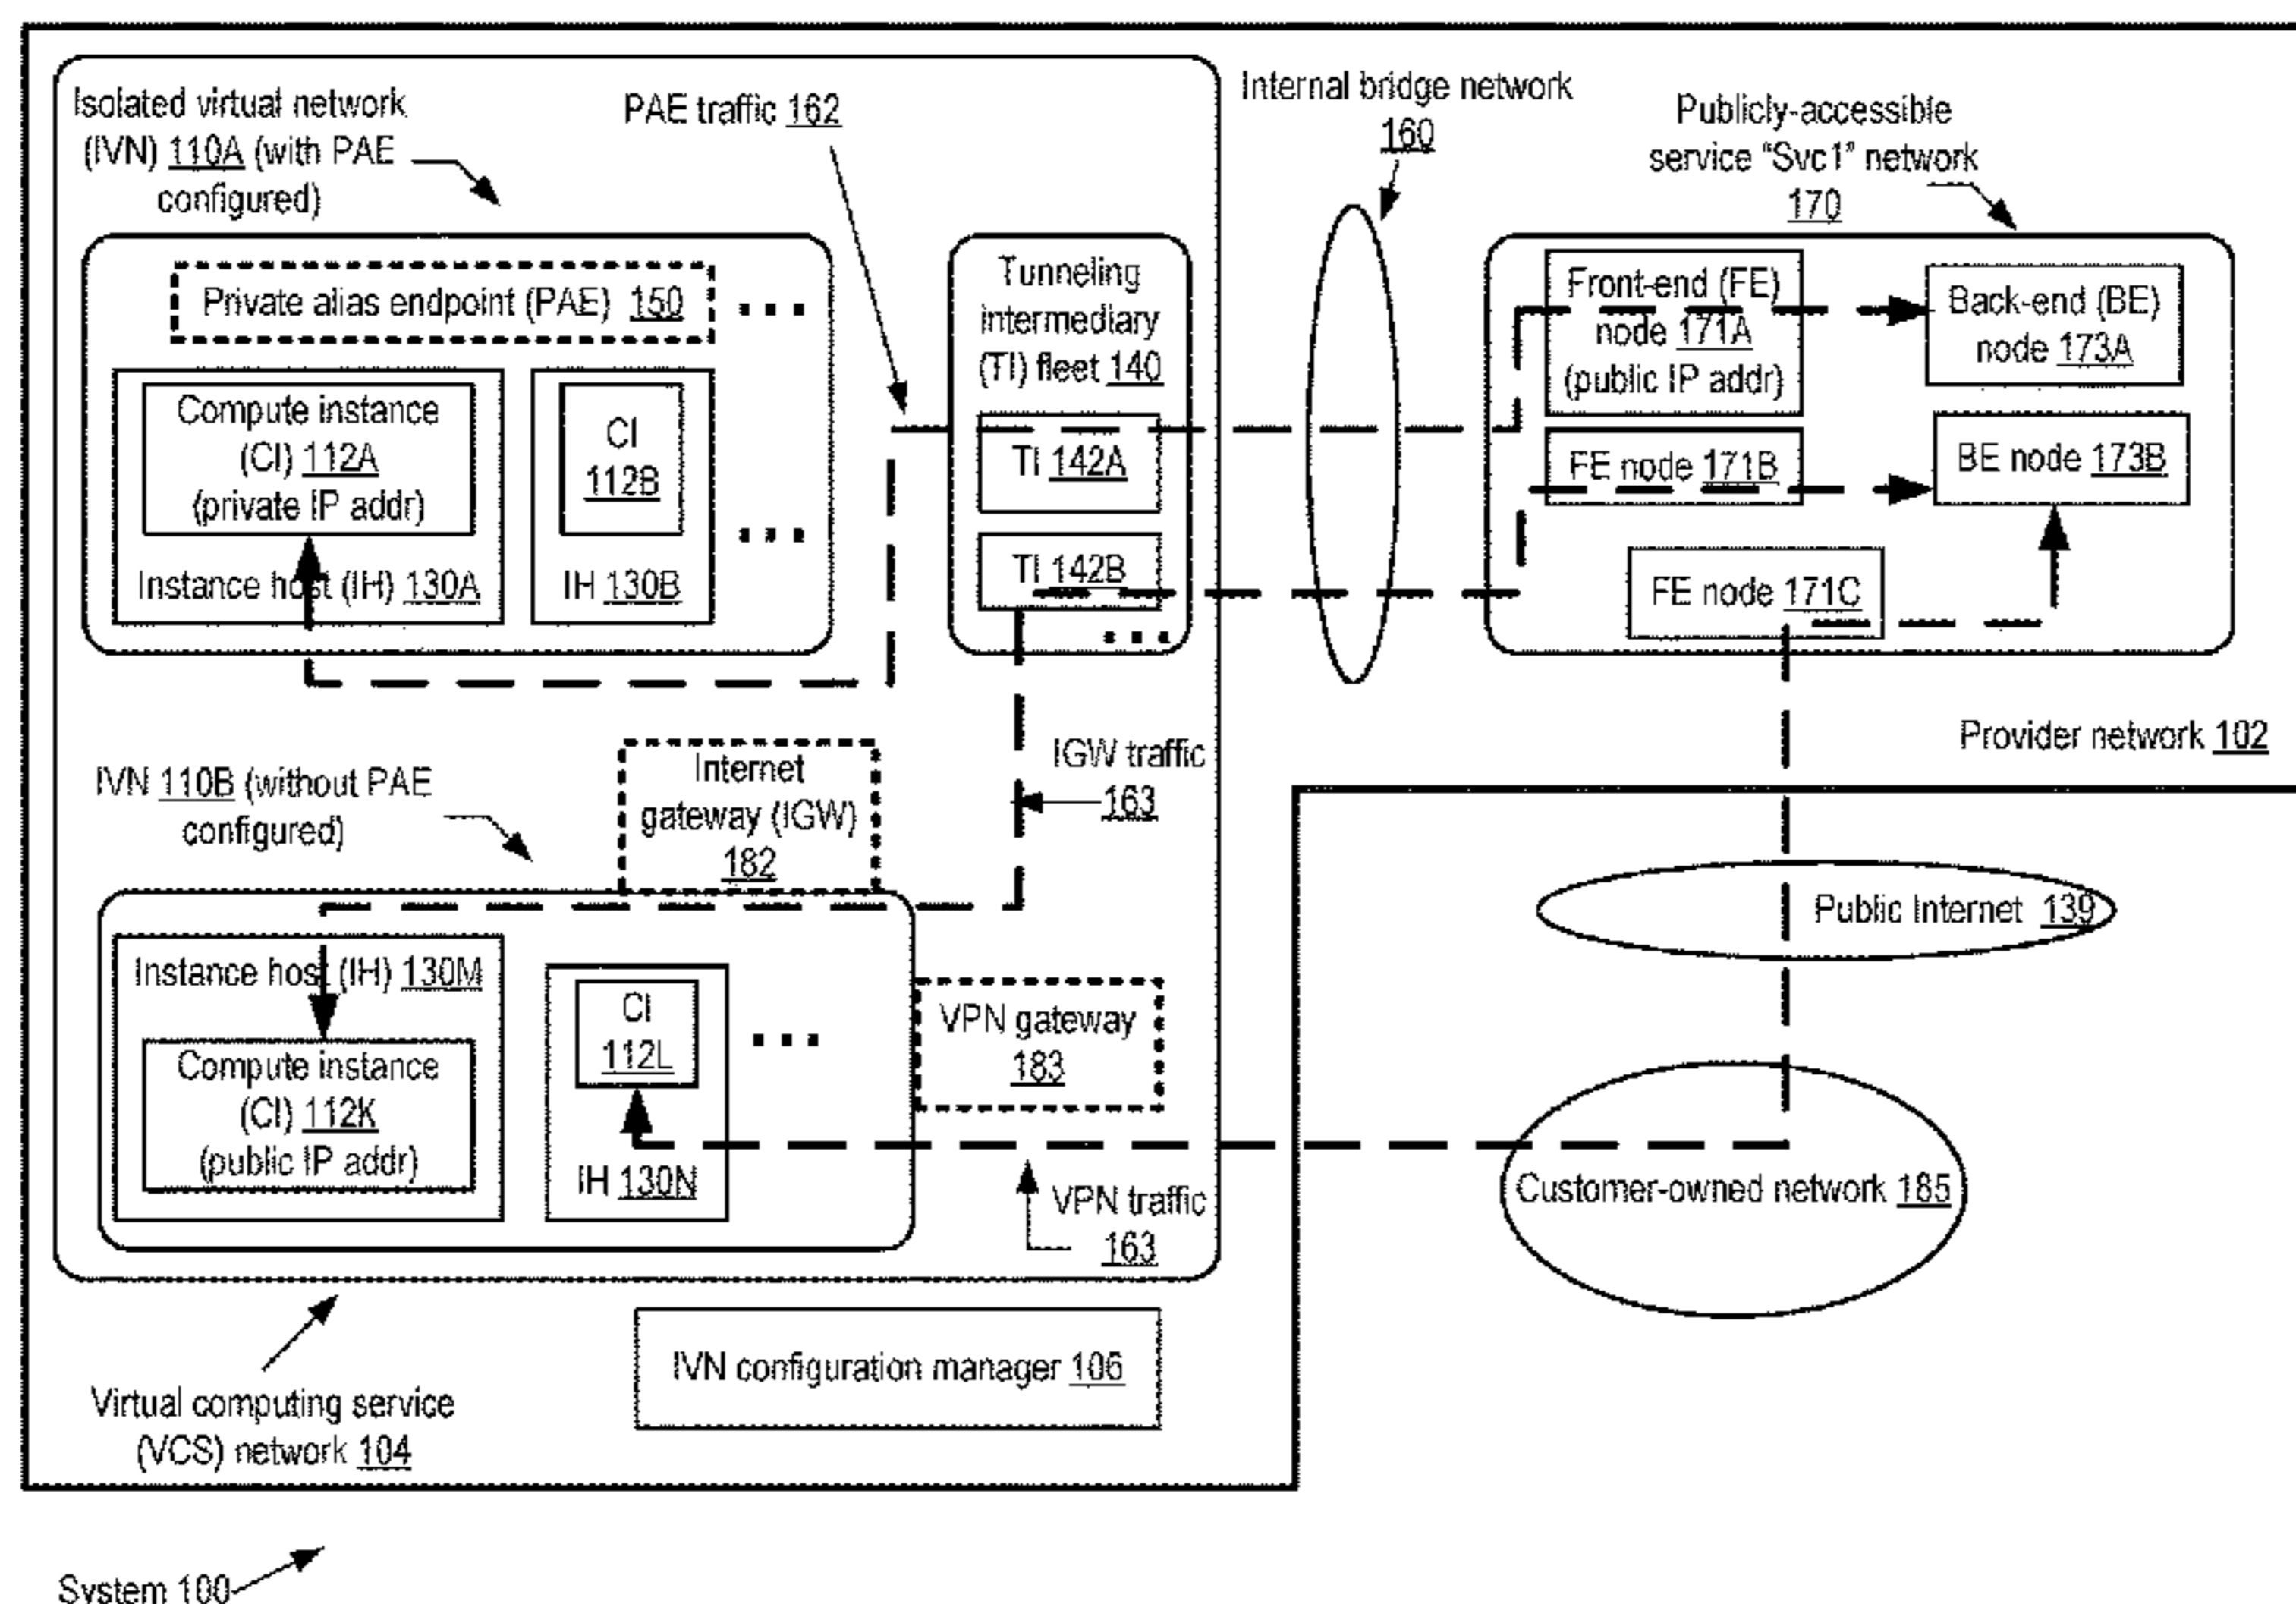 Isolated virtual network
(IVN) 110A (with PAE
configured)
PAE traffic 162
Internal bridge network
160
Publicly-accessible
service "Svc1" network
170
Private alias endpoint (PAE) 150
Compute instance
(CI) 112A
(private IP addr)
Instance host (IH) 130A
CI
112B
IH 130B
Tunneling
intermediary
(TI) fleet 140
TI 142A
TI 142B
Front-end (FE)
node 171A
(public IP addr)
FE node 171B
FE node 171C
Back-end (BE)
node 173A
BE node 173B
Provider network 102
IVN 110B (without PAE
configured)
Internet
gateway (IGW)
182
IGW traffic
163
Instance host (IH) 130M
Compute instance
(CI) 112K
(public IP addr)
CI
112L
IH 130N
VPN gateway
183
VPN traffic
163
Public Internet 139
Customer-owned network 185
IVN configuration manager 106
Virtual computing service
(VCS) network 104
System 100